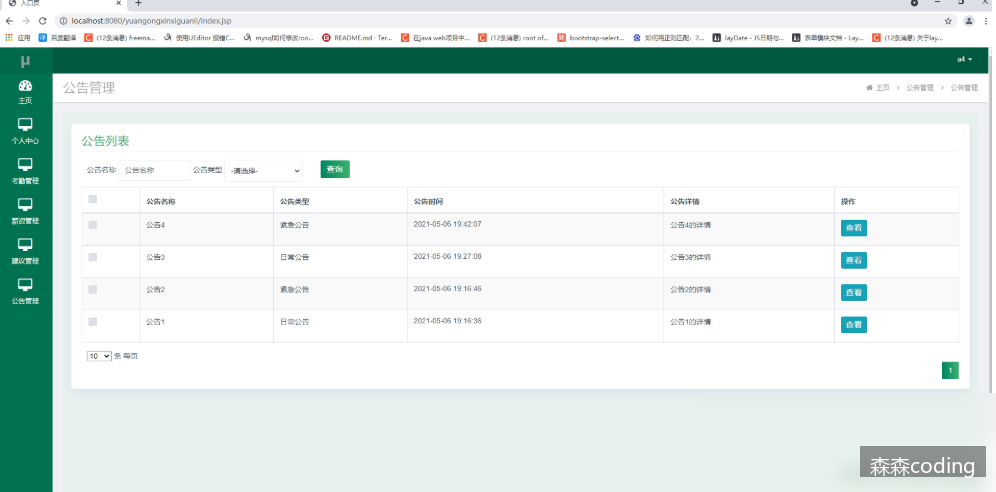 入口页
localhost:8080/yuangongxinxiguanli/index.jsp
应用 百度翻译 (12条消息) freema... 使用UEditor 报错C... mysql如何修改roo... README.md · Ter... 在java web项目中... (12条消息) root of... bootstrap-select... 如何用正则匹配: 2... layDate - JS日期与... 表单模块文档 - Lay... (12条消息) 关于lay...
μ
a4
主页
个人中心
考勤管理
薪资管理
建议管理
公告管理
公告管理
主页 > 公告管理 > 公告管理
公告列表
公告名称 公告名称 公告类型 -请选择- 查询
公告名称 公告类型 公告时间 公告详情 操作
公告4 紧急公告 2021-05-06 19:42:07 公告4的详情 查看
公告3 日常公告 2021-05-06 19:27:08 公告3的详情 查看
公告2 紧急公告 2021-05-06 19:16:46 公告2的详情 查看
公告1 日常公告 2021-05-06 19:16:36 公告1的详情 查看
10 条 每页
1
森森coding